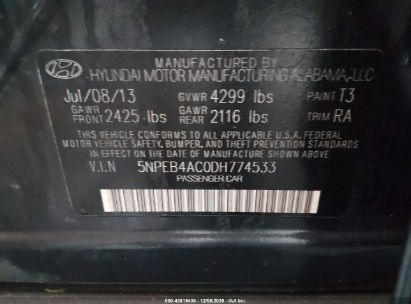 MANUFACTURED BY
HYUNDAI MOTOR MANUFACTURING ALABAMA, LLC
Jul/08/13 GVWR 4299 lbs PAINT T3
GAWR FRONT 2425 lbs GAWR REAR 2116 lbs TRIM RA
THIS VEHICLE CONFORMS TO ALL APPLICABLE U.S.A. FEDERAL
MOTOR VEHICLE SAFETY, BUMPER, AND THEFT PREVENTION
STANDARDS IN EFFECT ON THE DATE OF MANUFACTURE SHOWN ABOVE.
V.I.N 5NPEB4AC0DH774533
PASSENGER CAR